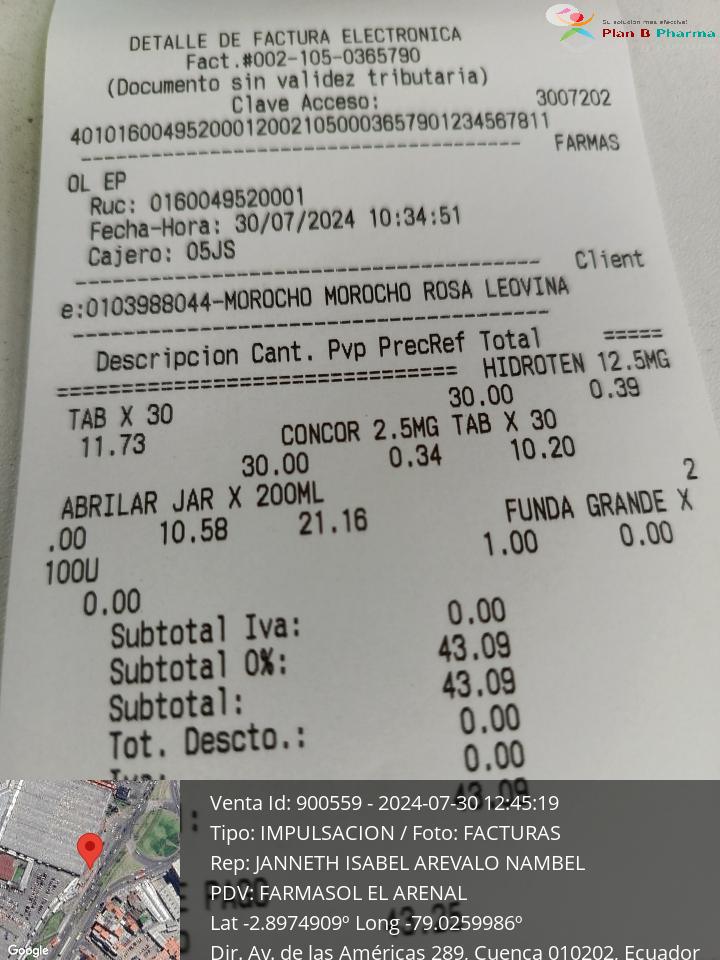 Su solucion mas efectiva!
Plan B Pharma
DETALLE DE FACTURA ELECTRONICA
Fact.#002-105-0365790
(Documento sin validez tributaria)
Clave Acceso: 3007202
401016004952000120021050003657901234567811
FARMAS
OL EP
Ruc: 0160049520001
Fecha-Hora: 30/07/2024 10:34:51
Cajero: 05JS
Client
e:0103988044-MOROCHO MOROCHO ROSA LEOVINA
Descripcion Cant. Pvp PrecRef Total =====
============================== HIDROTEN 12.5MG
TAB X 30 30.00 0.39
11.73 CONCOR 2.5MG TAB X 30
30.00 0.34 10.20
ABRILAR JAR X 200ML 2
.00 10.58 21.16 FUNDA GRANDE X
100U 1.00 0.00
0.00
Subtotal Iva: 0.00
Subtotal 0%: 43.09
Subtotal: 43.09
Tot. Descto.: 0.00
Iva: 0.00
43.09
Venta Id: 900559 - 2024-07-30 12:45:19
Tipo: IMPULSACION / Foto: FACTURAS
Rep: JANNETH ISABEL AREVALO NAMBEL
PDV: FARMASOL EL ARENAL
Lat -2.8974909º Long -79.0259986º
Dir. Av. de las Américas 289, Cuenca 010202, Ecuador
Google